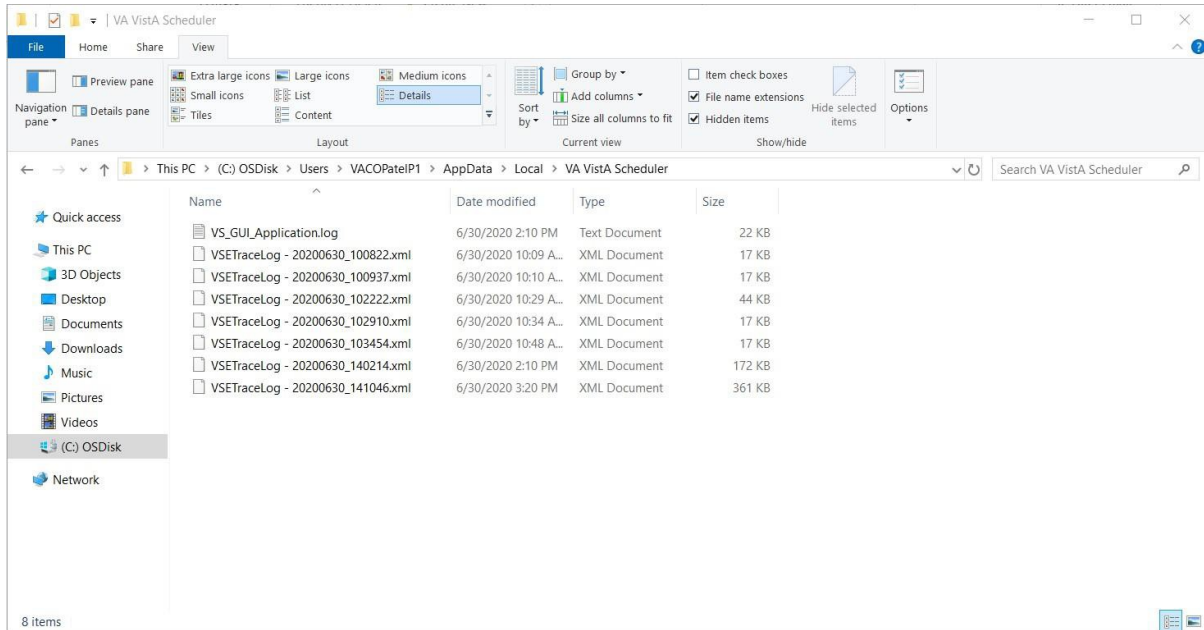 VA VistA Scheduler
File Home Share View
Navigation pane
Preview pane
Details pane
Panes
Extra large icons Large icons Medium icons
Small icons List Details
Tiles Content
Layout
Sort by
Group by
Add columns
Size all columns to fit
Current view
Item check boxes
File name extensions
Hidden items
Hide selected items
Show/hide
Options
This PC > (C:) OSDisk > Users > VACOPatelP1 > AppData > Local > VA VistA Scheduler
Search VA VistA Scheduler
Quick access
This PC
3D Objects
Desktop
Documents
Downloads
Music
Pictures
Videos
(C:) OSDisk
Network
Name Date modified Type Size
VS_GUI_Application.log 6/30/2020 2:10 PM Text Document 22 KB
VSETraceLog - 20200630_100822.xml 6/30/2020 10:09 A... XML Document 17 KB
VSETraceLog - 20200630_100937.xml 6/30/2020 10:10 A... XML Document 17 KB
VSETraceLog - 20200630_102222.xml 6/30/2020 10:29 A... XML Document 44 KB
VSETraceLog - 20200630_102910.xml 6/30/2020 10:34 A... XML Document 17 KB
VSETraceLog - 20200630_103454.xml 6/30/2020 10:48 A... XML Document 17 KB
VSETraceLog - 20200630_140214.xml 6/30/2020 2:10 PM XML Document 172 KB
VSETraceLog - 20200630_141046.xml 6/30/2020 3:20 PM XML Document 361 KB
8 items